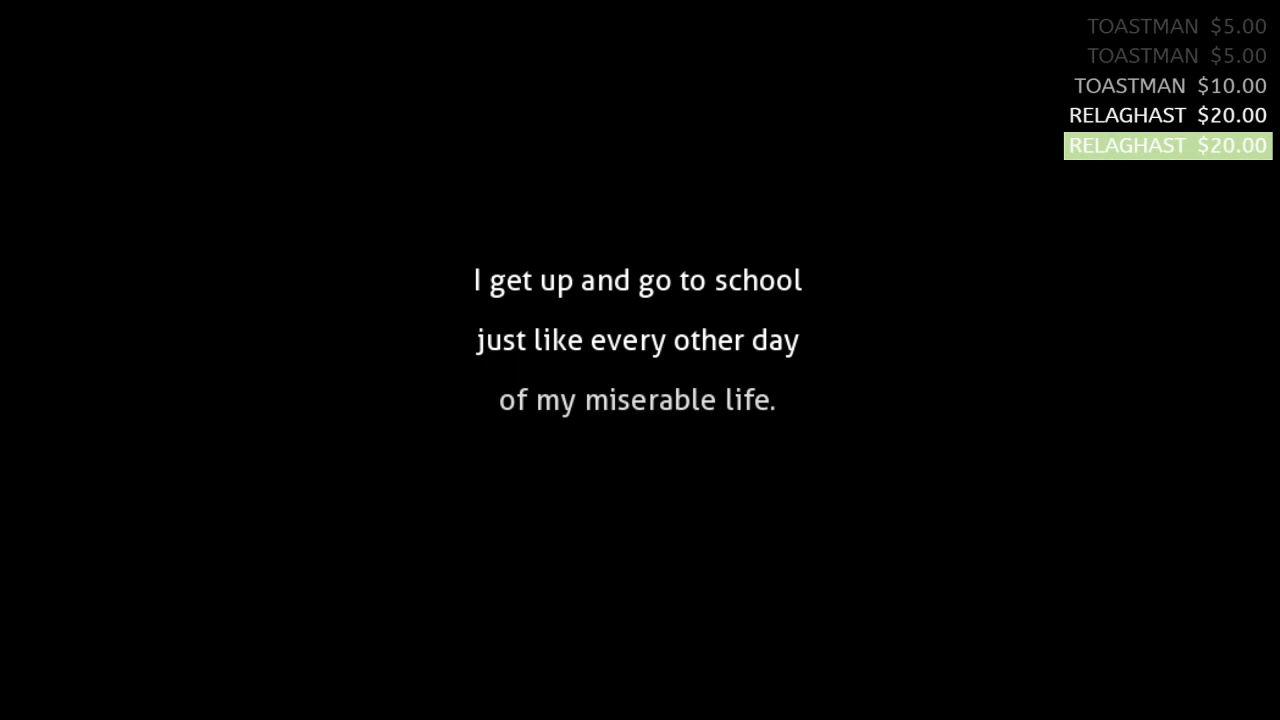 TOASTMAN $5.00
TOASTMAN $5.00
TOASTMAN $10.00
RELAGHAST $20.00
RELAGHAST $20.00
I get up and go to school
just like every other day
of my miserable life.